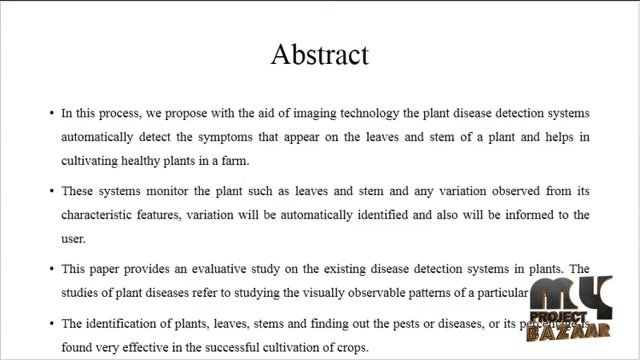 Abstract
• In this process, we propose with the aid of imaging technology the plant disease detection systems
automatically detect the symptoms that appear on the leaves and stem of a plant and helps in
cultivating healthy plants in a farm.
• These systems monitor the plant such as leaves and stem and any variation observed from its
characteristic features, variation will be automatically identified and also will be informed to the
user.
• This paper provides an evaluative study on the existing disease detection systems in plants. The
studies of plant diseases refer to studying the visually observable patterns of a particular
• The identification of plants, leaves, stems and finding out the pests or diseases, or its
found very effective in the successful cultivation of crops.
MY
PROJECT
BAZAAR